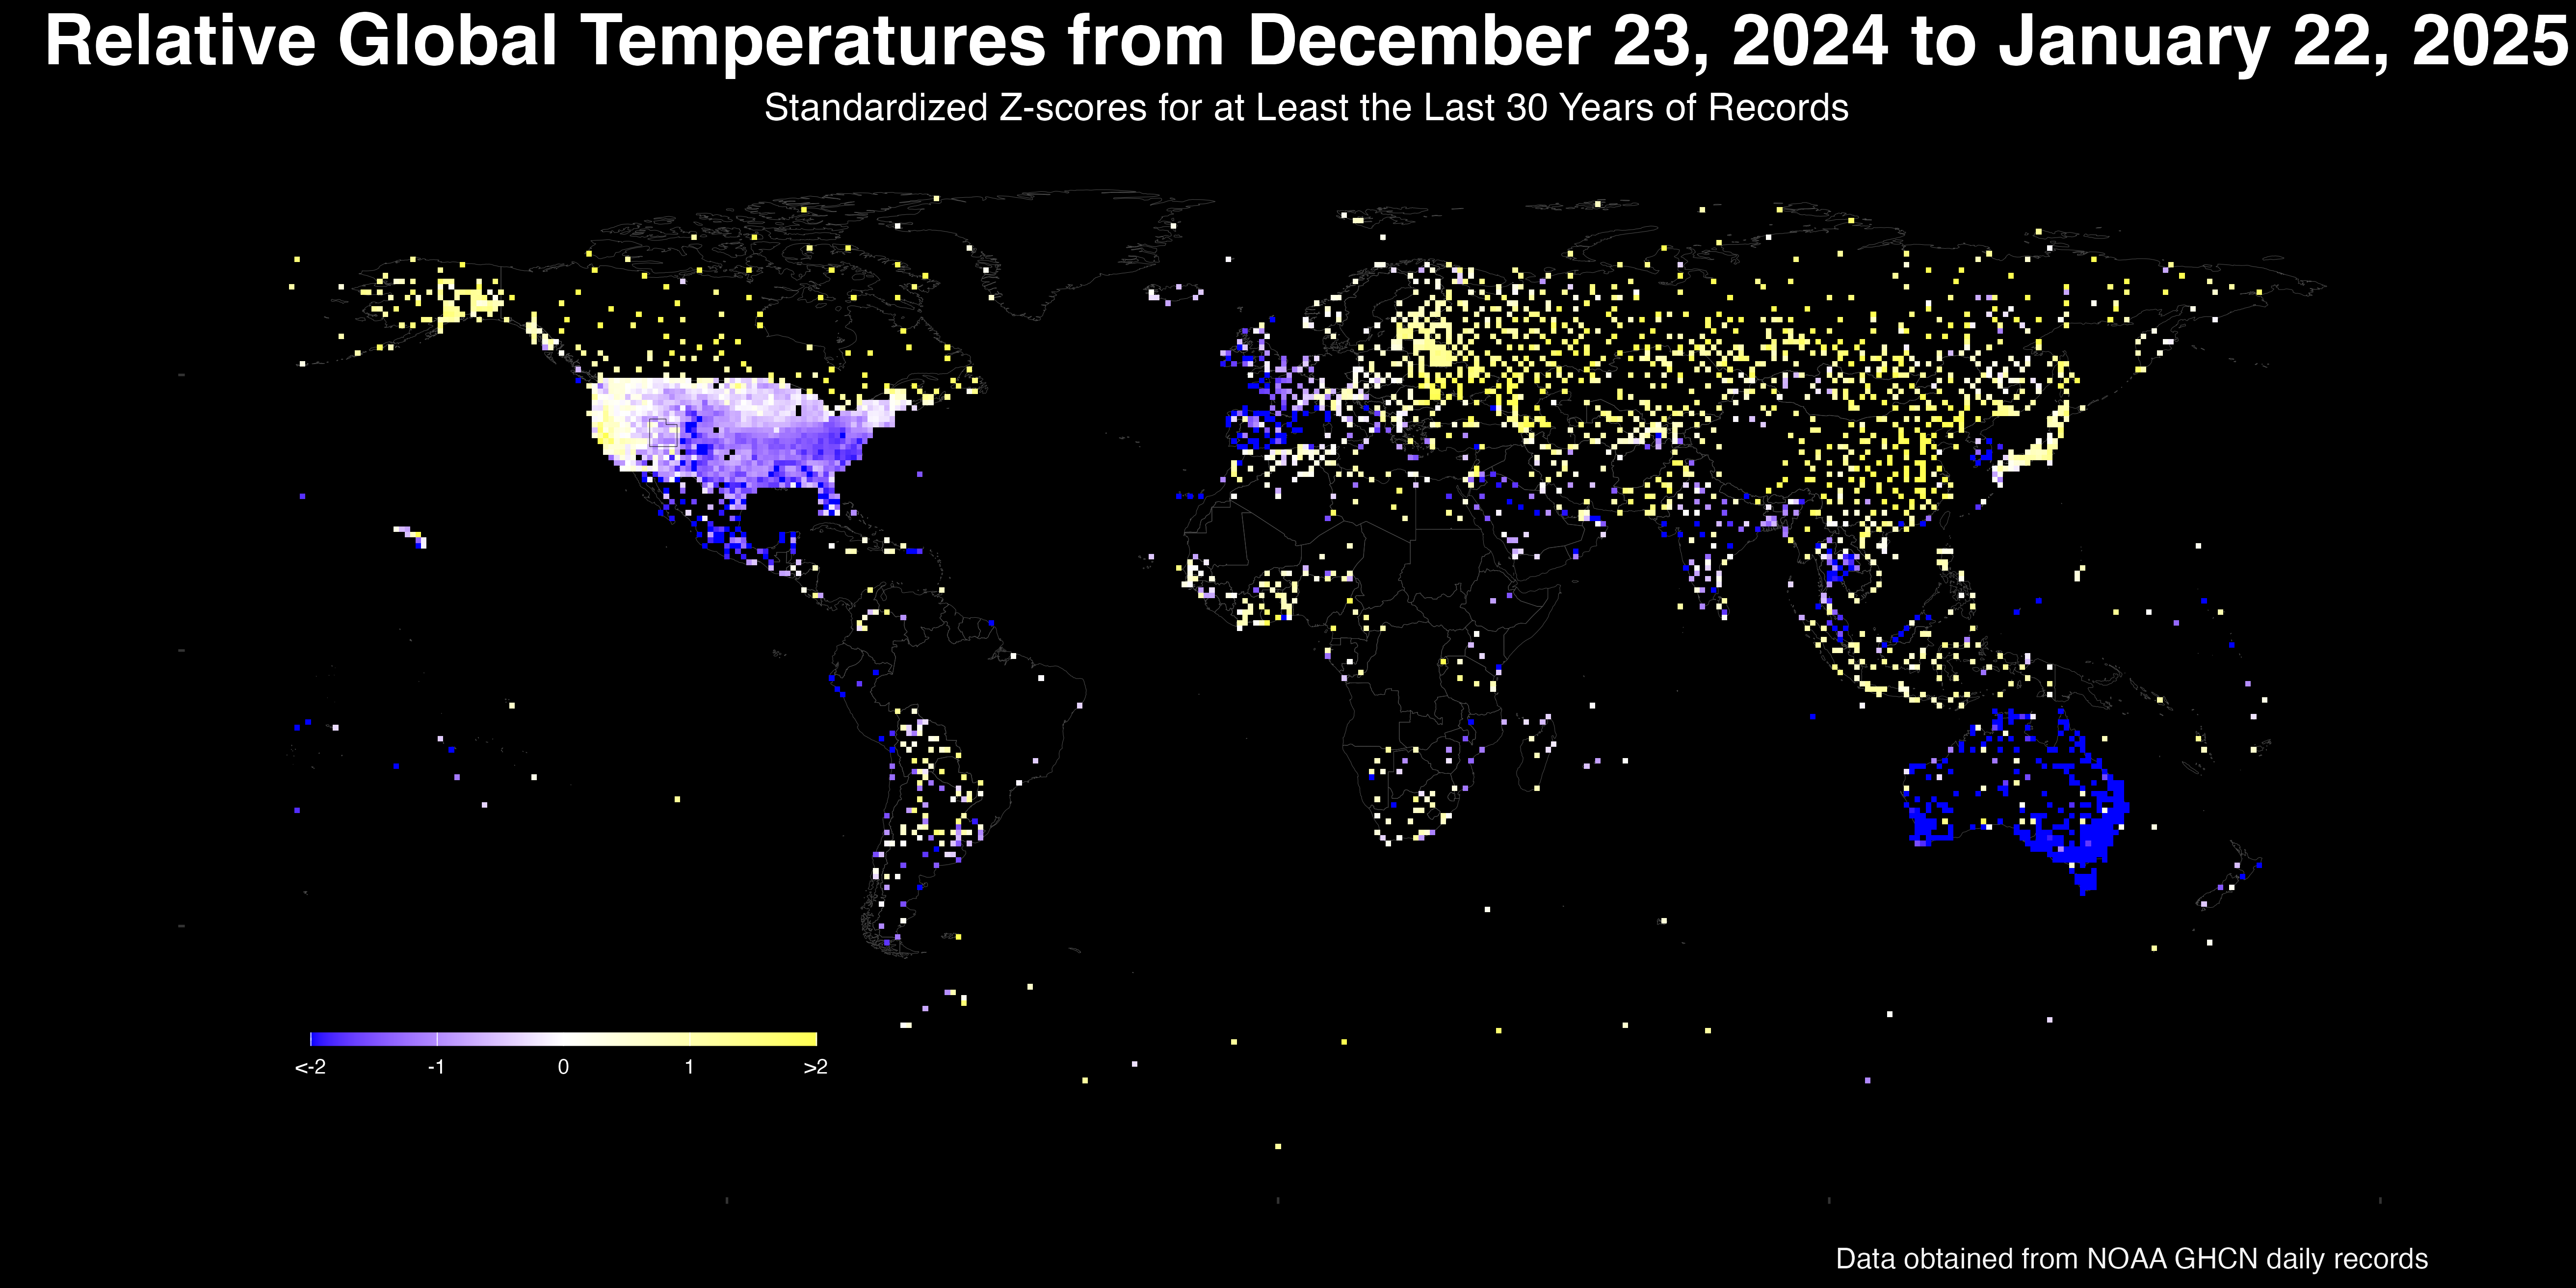 Relative Global Temperatures from December 23, 2024 to January 22, 2025
Standardized Z-scores for at Least the Last 30 Years of Records
<-2 -1 0 1 >2
Data obtained from NOAA GHCN daily records